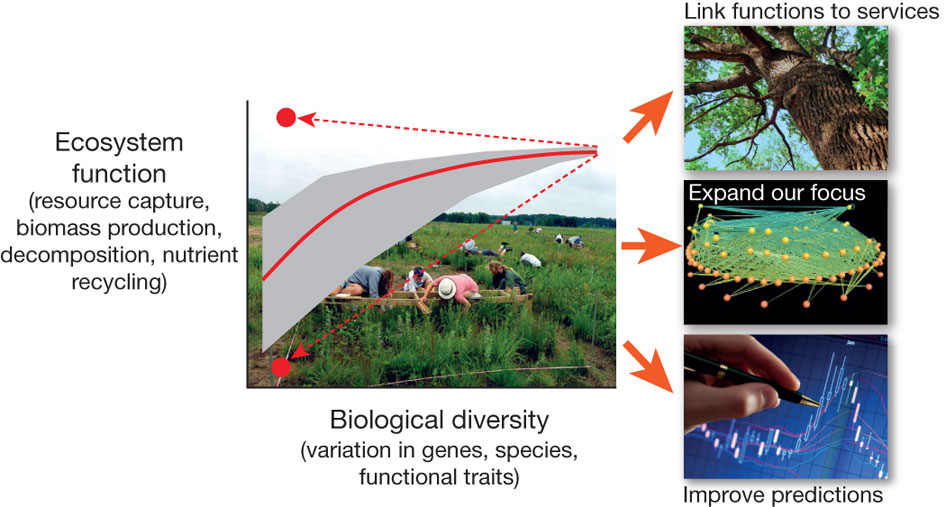 Link functions to services
Ecosystem
function
(resource capture,
biomass production,
decomposition, nutrient
recycling)
Expand our focus
Jan
Biological diversity
(variation in genes, species,
functional traits)
Improve predictions